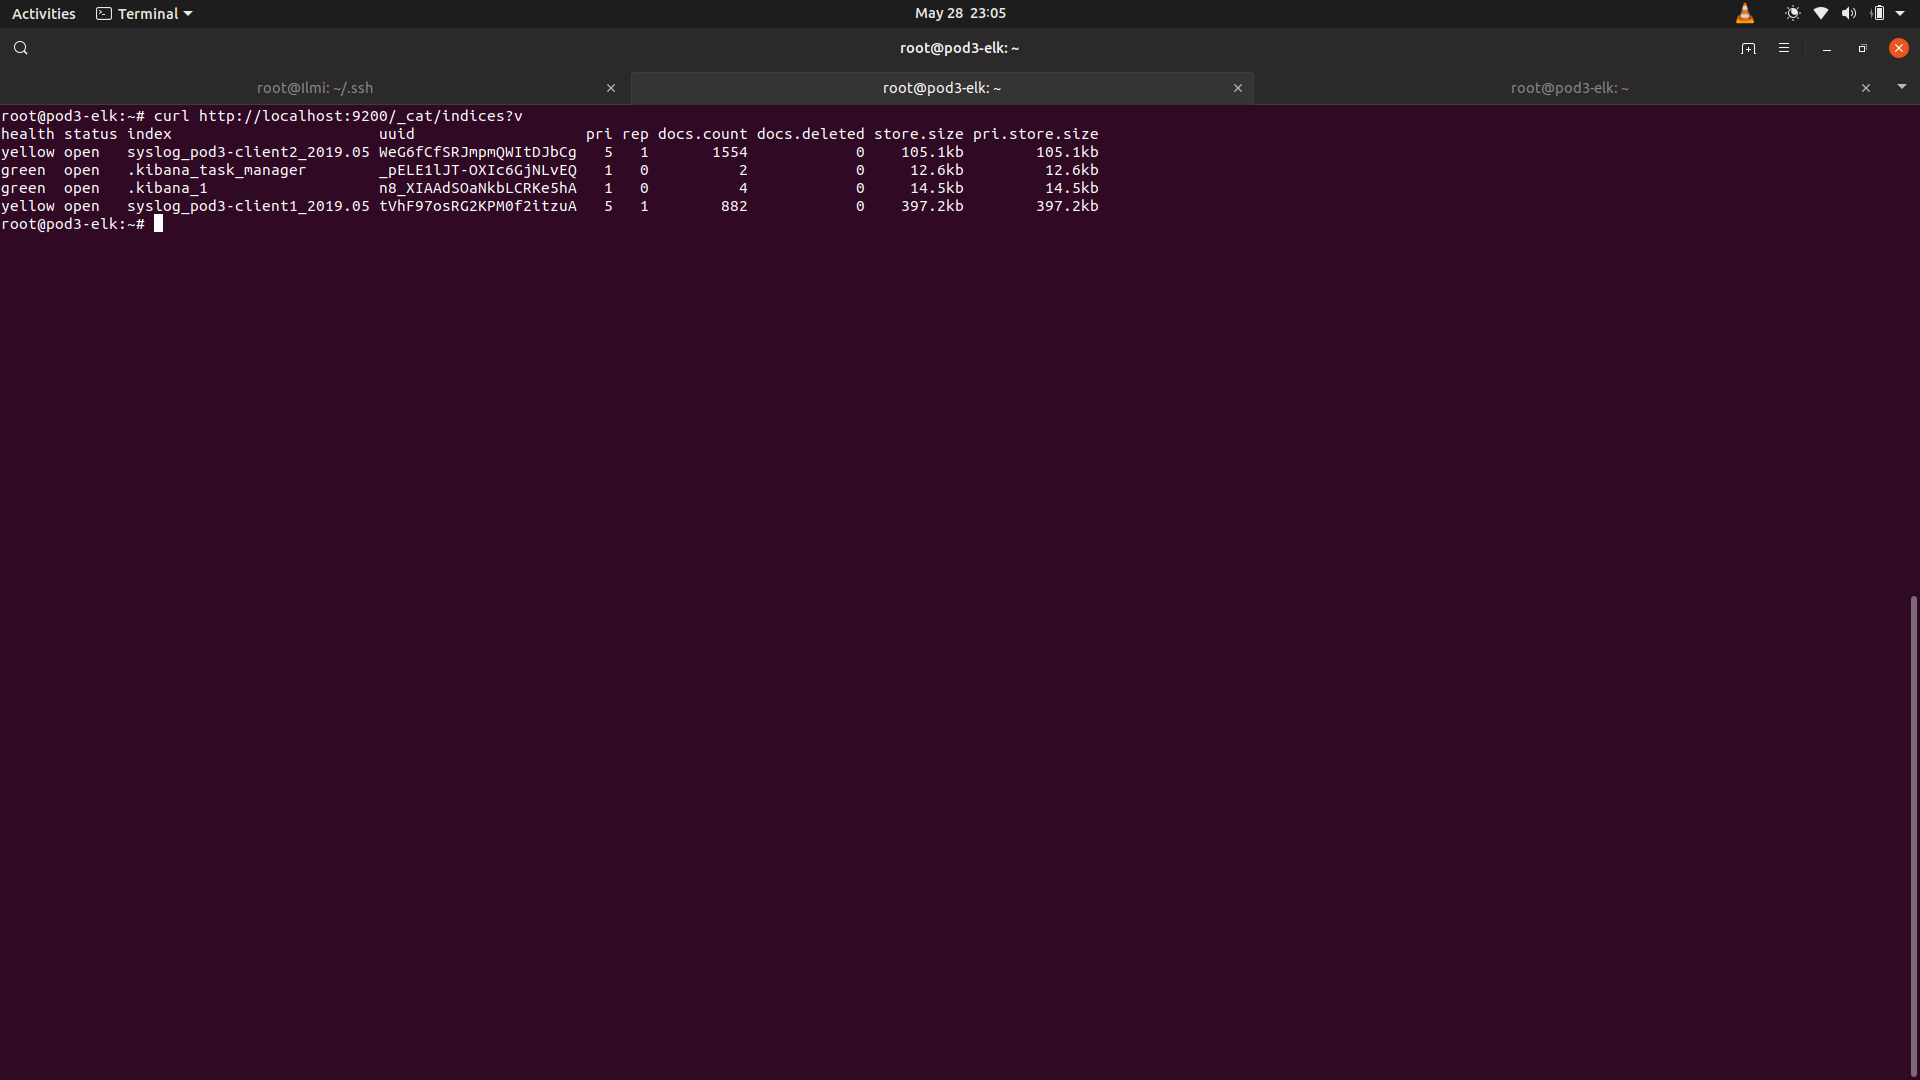 Activities Terminal May 28 23:05
root@pod3-elk: ~
root@Ilmi: ~/.ssh root@pod3-elk: ~ root@pod3-elk: ~
root@pod3-elk:~# curl http://localhost:9200/_cat/indices?v
health status index                       uuid                   pri rep docs.count docs.deleted store.size pri.store.size
yellow open   syslog_pod3-client2_2019.05 WeG6fCfSRJmpmQWItDJbCg   5   1       1554            0    105.1kb        105.1kb
green  open   .kibana_task_manager        _pELE1lJT-OXIc6GjNLvEQ   1   0          2            0     12.6kb         12.6kb
green  open   .kibana_1                   n8_XIAAdSOaNkbLCRKe5hA   1   0          4            0     14.5kb         14.5kb
yellow open   syslog_pod3-client1_2019.05 tVhF97osRG2KPM0f2itzuA   5   1        882            0    397.2kb        397.2kb
root@pod3-elk:~#